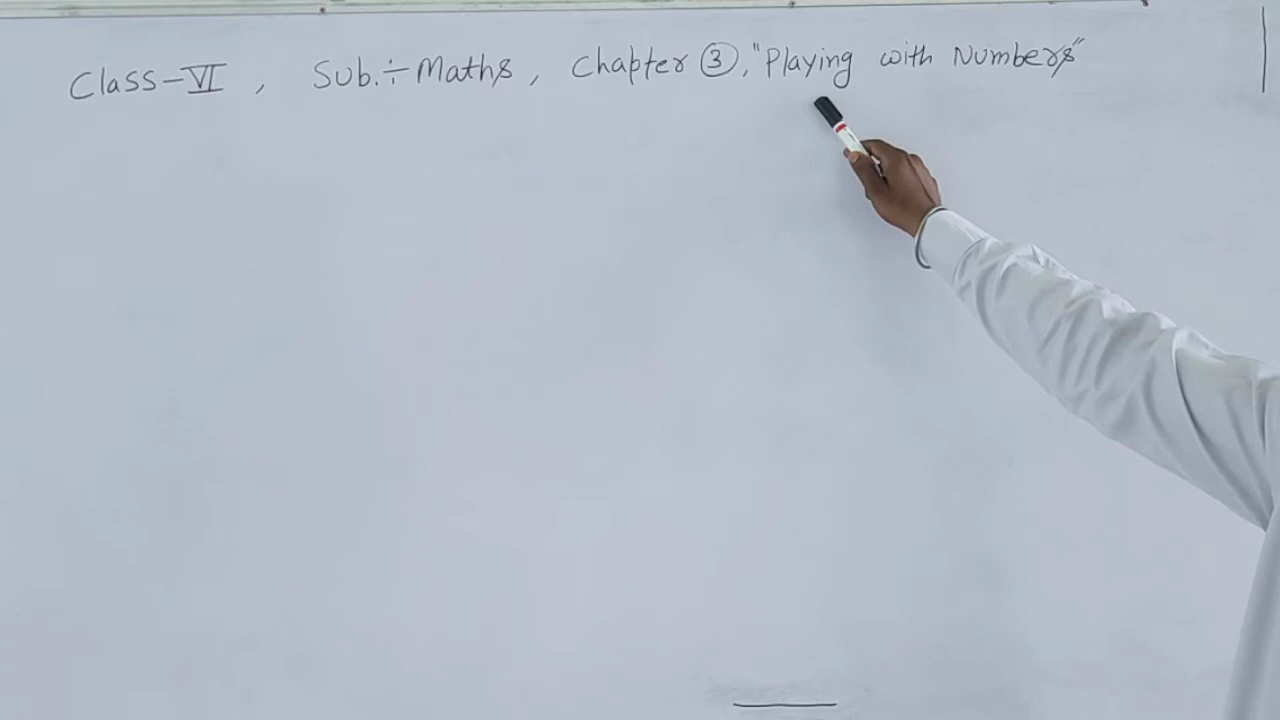 Class-VI , Sub.÷Maths , Chapter ③, "Playing with Numbers"